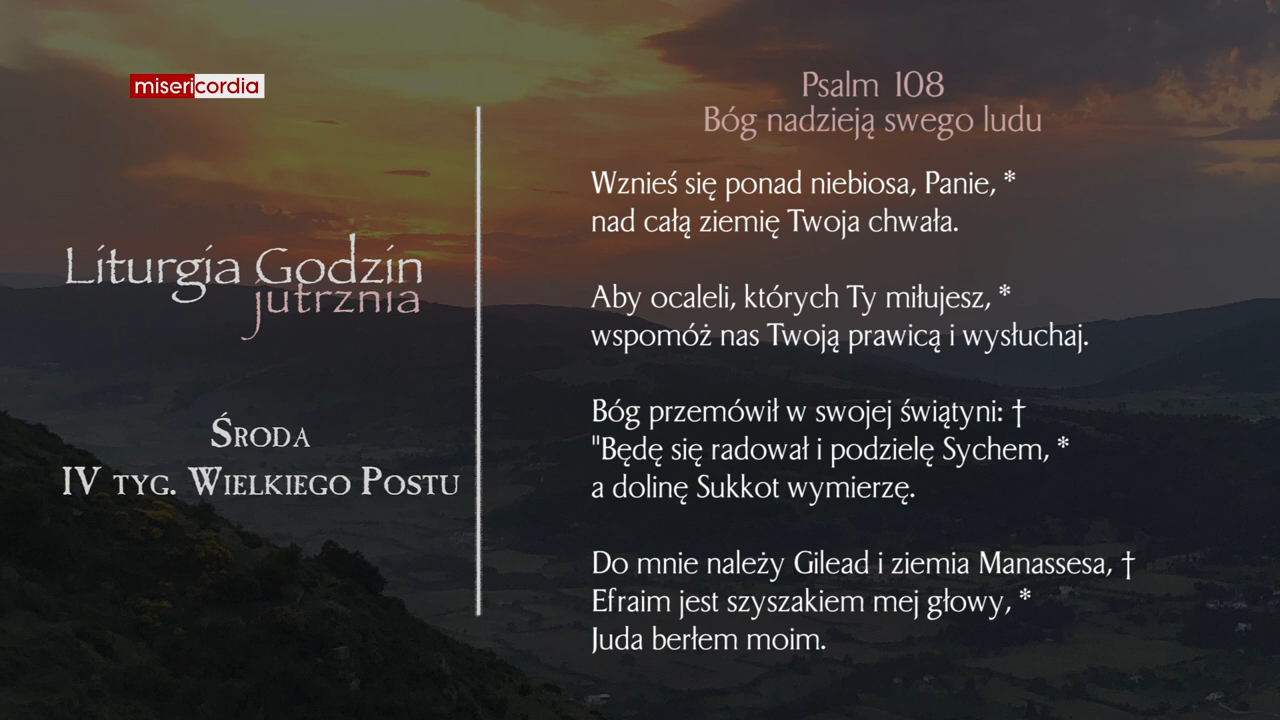 misericordia
Liturgia Godzin
jutrznia
Środa
IV tyg. Wielkiego Postu
Psalm 108
Bóg nadzieją swego ludu
Wznieś się ponad niebiosa, Panie, *
nad całą ziemię Twoja chwała.
Aby ocaleli, których Ty miłujesz, *
wspomóż nas Twoją prawicą i wysłuchaj.
Bóg przemówił w swojej świątyni: †
"Będę się radował i podzielę Sychem, *
a dolinę Sukkot wymierzę.
Do mnie należy Gilead i ziemia Manassesa, †
Efraim jest szyszakiem mej głowy, *
Juda berłem moim.